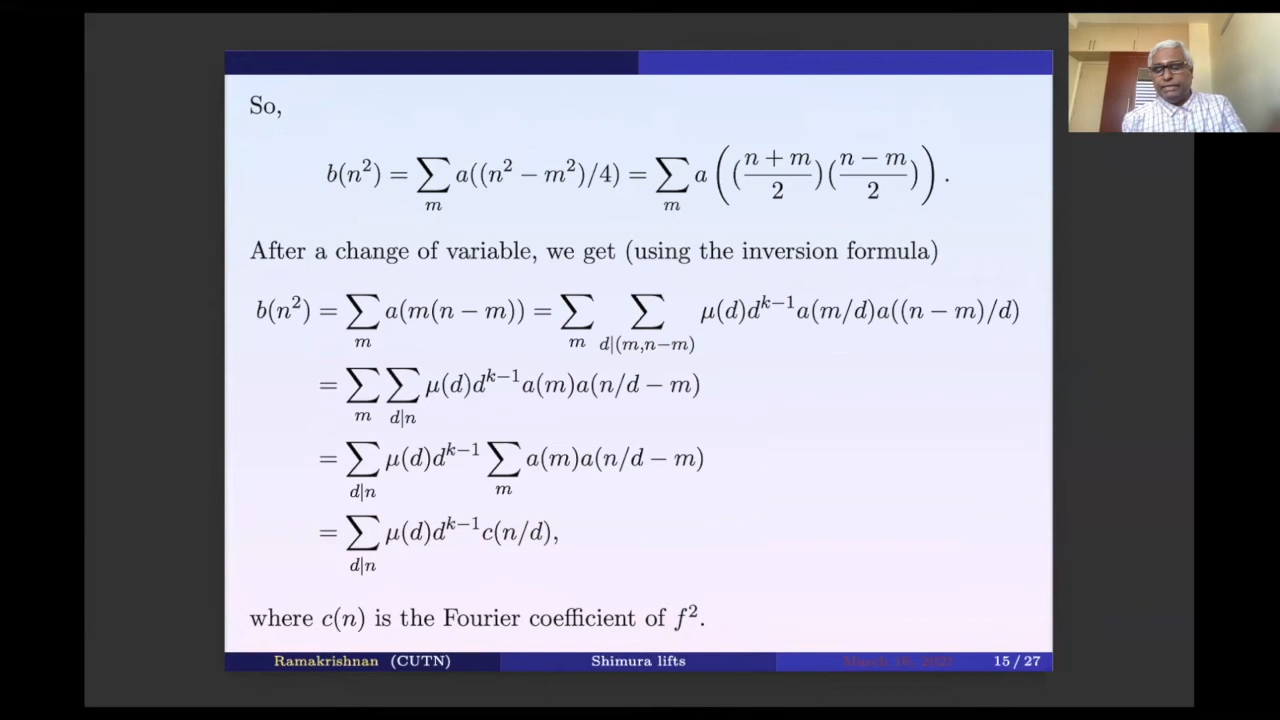 So,
b(n²) = ∑_m a((n² − m²)/4) = ∑_m a(((n + m)/2)((n − m)/2)).
After a change of variable, we get (using the inversion formula)
b(n²) = ∑_m a(m(n − m)) = ∑_m ∑_{d|(m,n−m)} μ(d)d^{k−1}a(m/d)a((n − m)/d)
= ∑_m ∑_{d|n} μ(d)d^{k−1}a(m)a(n/d − m)
= ∑_{d|n} μ(d)d^{k−1} ∑_m a(m)a(n/d − m)
= ∑_{d|n} μ(d)d^{k−1}c(n/d),
where c(n) is the Fourier coefficient of f².
Ramakrishnan (CUTN) Shimura lifts March 15 / 27